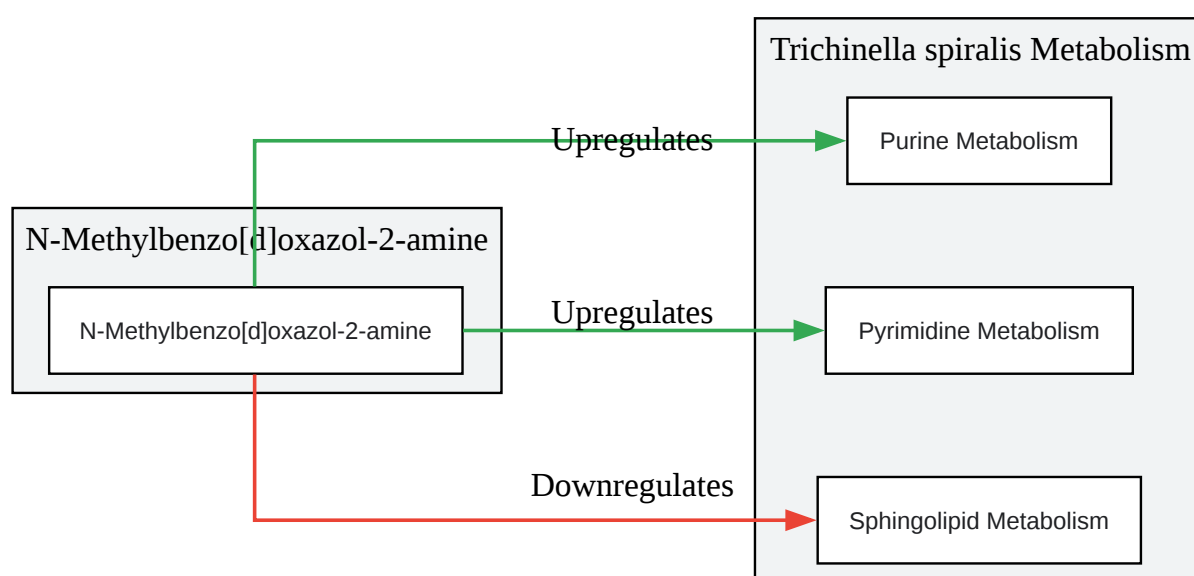 Trichinella spiralis Metabolism
Upregulates
Purine Metabolism
N-Methylbenzo[d]oxazol-2-amine
N-Methylbenzo[d]oxazol-2-amine
Upregulates
Pyrimidine Metabolism
Downregulates
Sphingolipid Metabolism